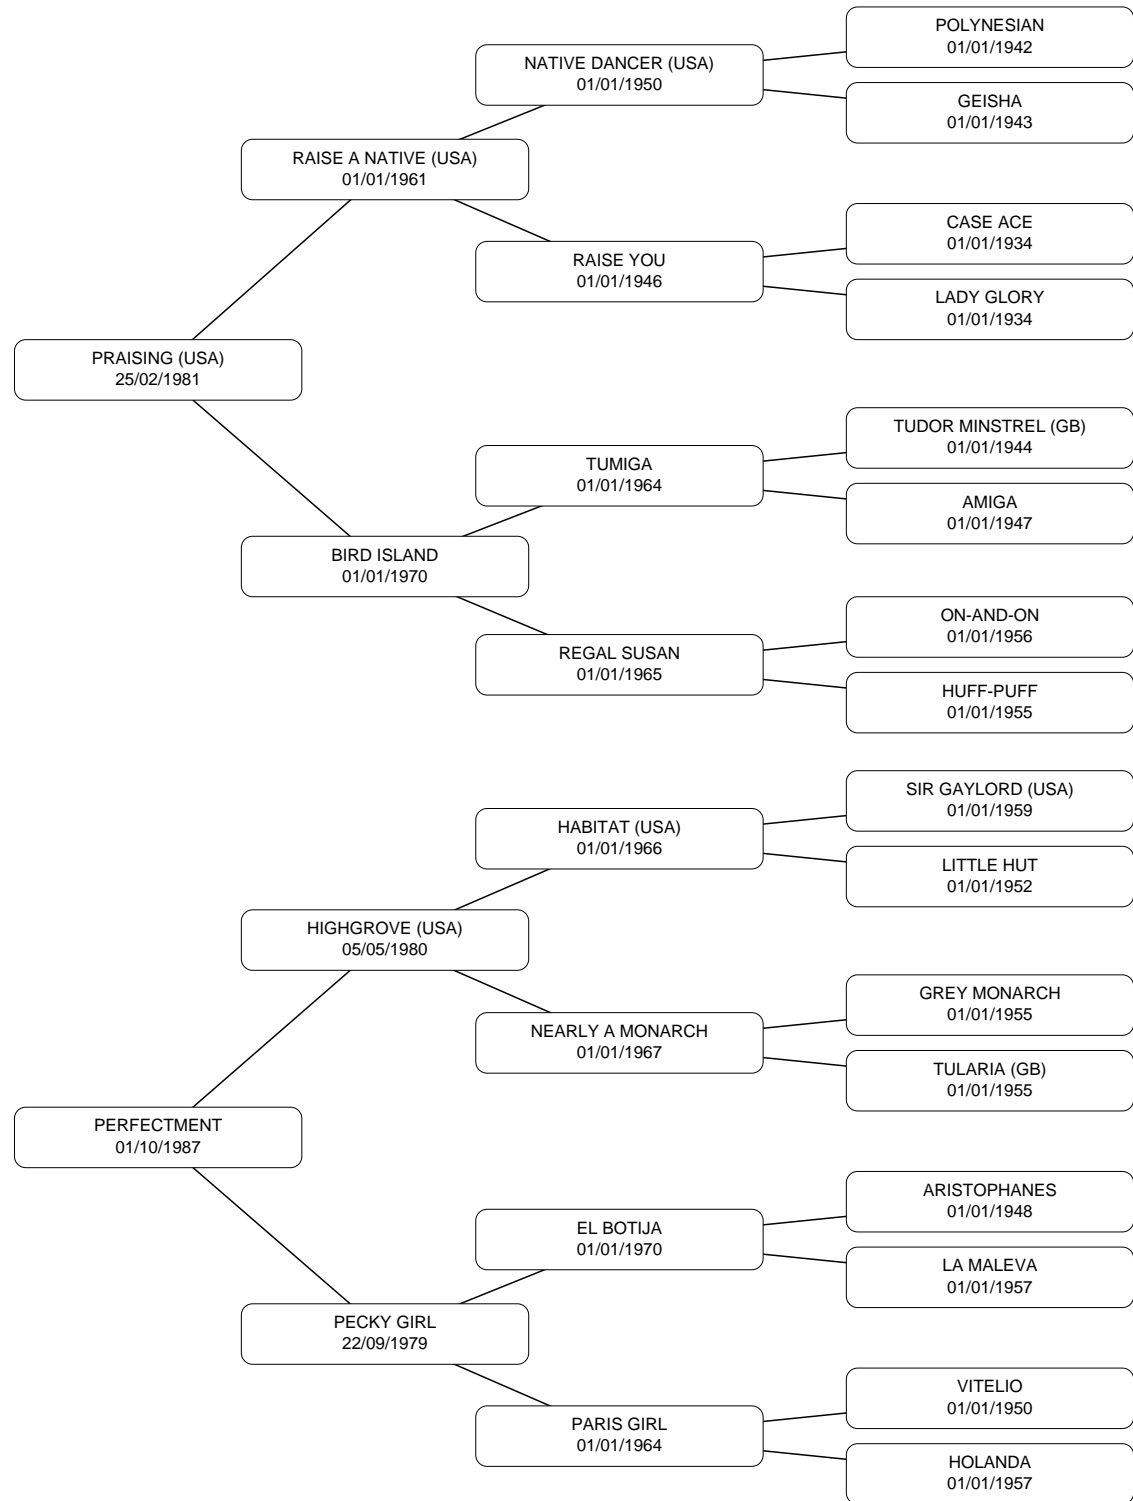 POLYNESIAN
01/01/1942
NATIVE DANCER (USA)
01/01/1950
GEISHA
01/01/1943
RAISE A NATIVE (USA)
01/01/1961
CASE ACE
01/01/1934
RAISE YOU
01/01/1946
LADY GLORY
01/01/1934
PRAISING (USA)
25/02/1981
TUDOR MINSTREL (GB)
01/01/1944
TUMIGA
01/01/1964
AMIGA
01/01/1947
BIRD ISLAND
01/01/1970
ON-AND-ON
01/01/1956
REGAL SUSAN
01/01/1965
HUFF-PUFF
01/01/1955
SIR GAYLORD (USA)
01/01/1959
HABITAT (USA)
01/01/1966
LITTLE HUT
01/01/1952
HIGHGROVE (USA)
05/05/1980
GREY MONARCH
01/01/1955
NEARLY A MONARCH
01/01/1967
TULARIA (GB)
01/01/1955
PERFECTMENT
01/10/1987
ARISTOPHANES
01/01/1948
EL BOTIJA
01/01/1970
LA MALEVA
01/01/1957
PECKY GIRL
22/09/1979
VITELIO
01/01/1950
PARIS GIRL
01/01/1964
HOLANDA
01/01/1957